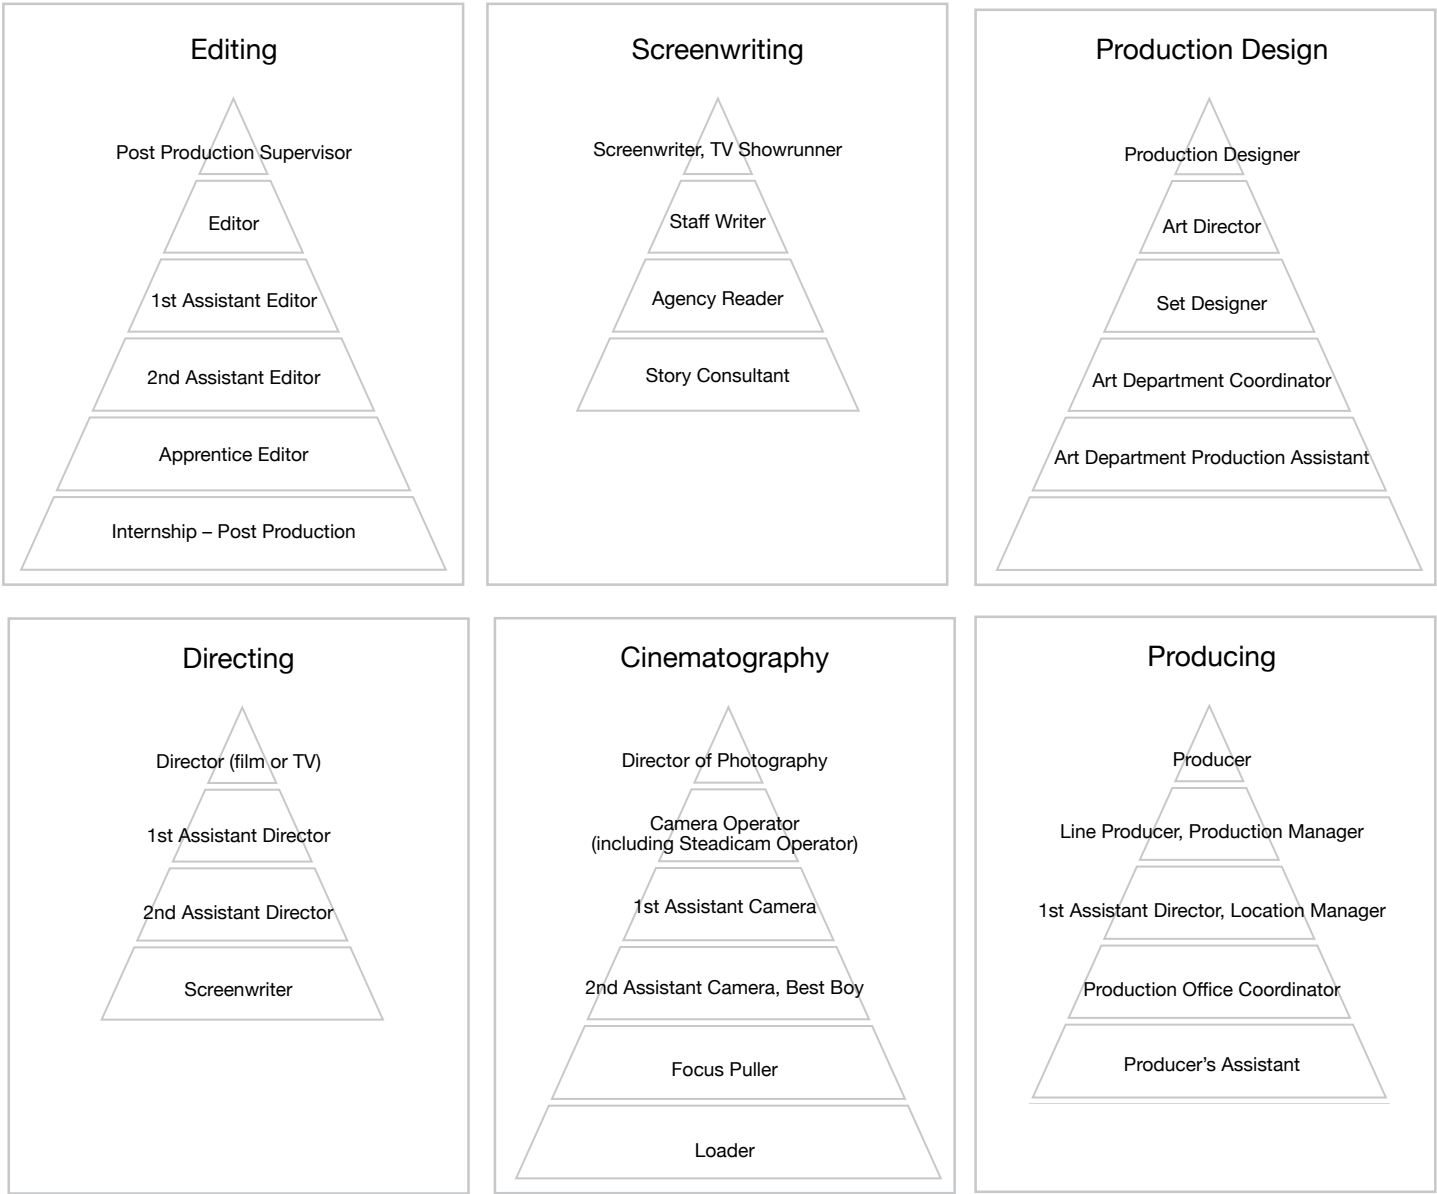 Editing
Post Production Supervisor
Editor
1st Assistant Editor
2nd Assistant Editor
Apprentice Editor
Internship – Post Production
Screenwriting
Screenwriter, TV Showrunner
Staff Writer
Agency Reader
Story Consultant
Production Design
Production Designer
Art Director
Set Designer
Art Department Coordinator
Art Department Production Assistant
Directing
Director (film or TV)
1st Assistant Director
2nd Assistant Director
Screenwriter
Cinematography
Director of Photography
Camera Operator
(including Steadicam Operator)
1st Assistant Camera
2nd Assistant Camera, Best Boy
Focus Puller
Loader
Producing
Producer
Line Producer, Production Manager
1st Assistant Director, Location Manager
Production Office Coordinator
Producer’s Assistant